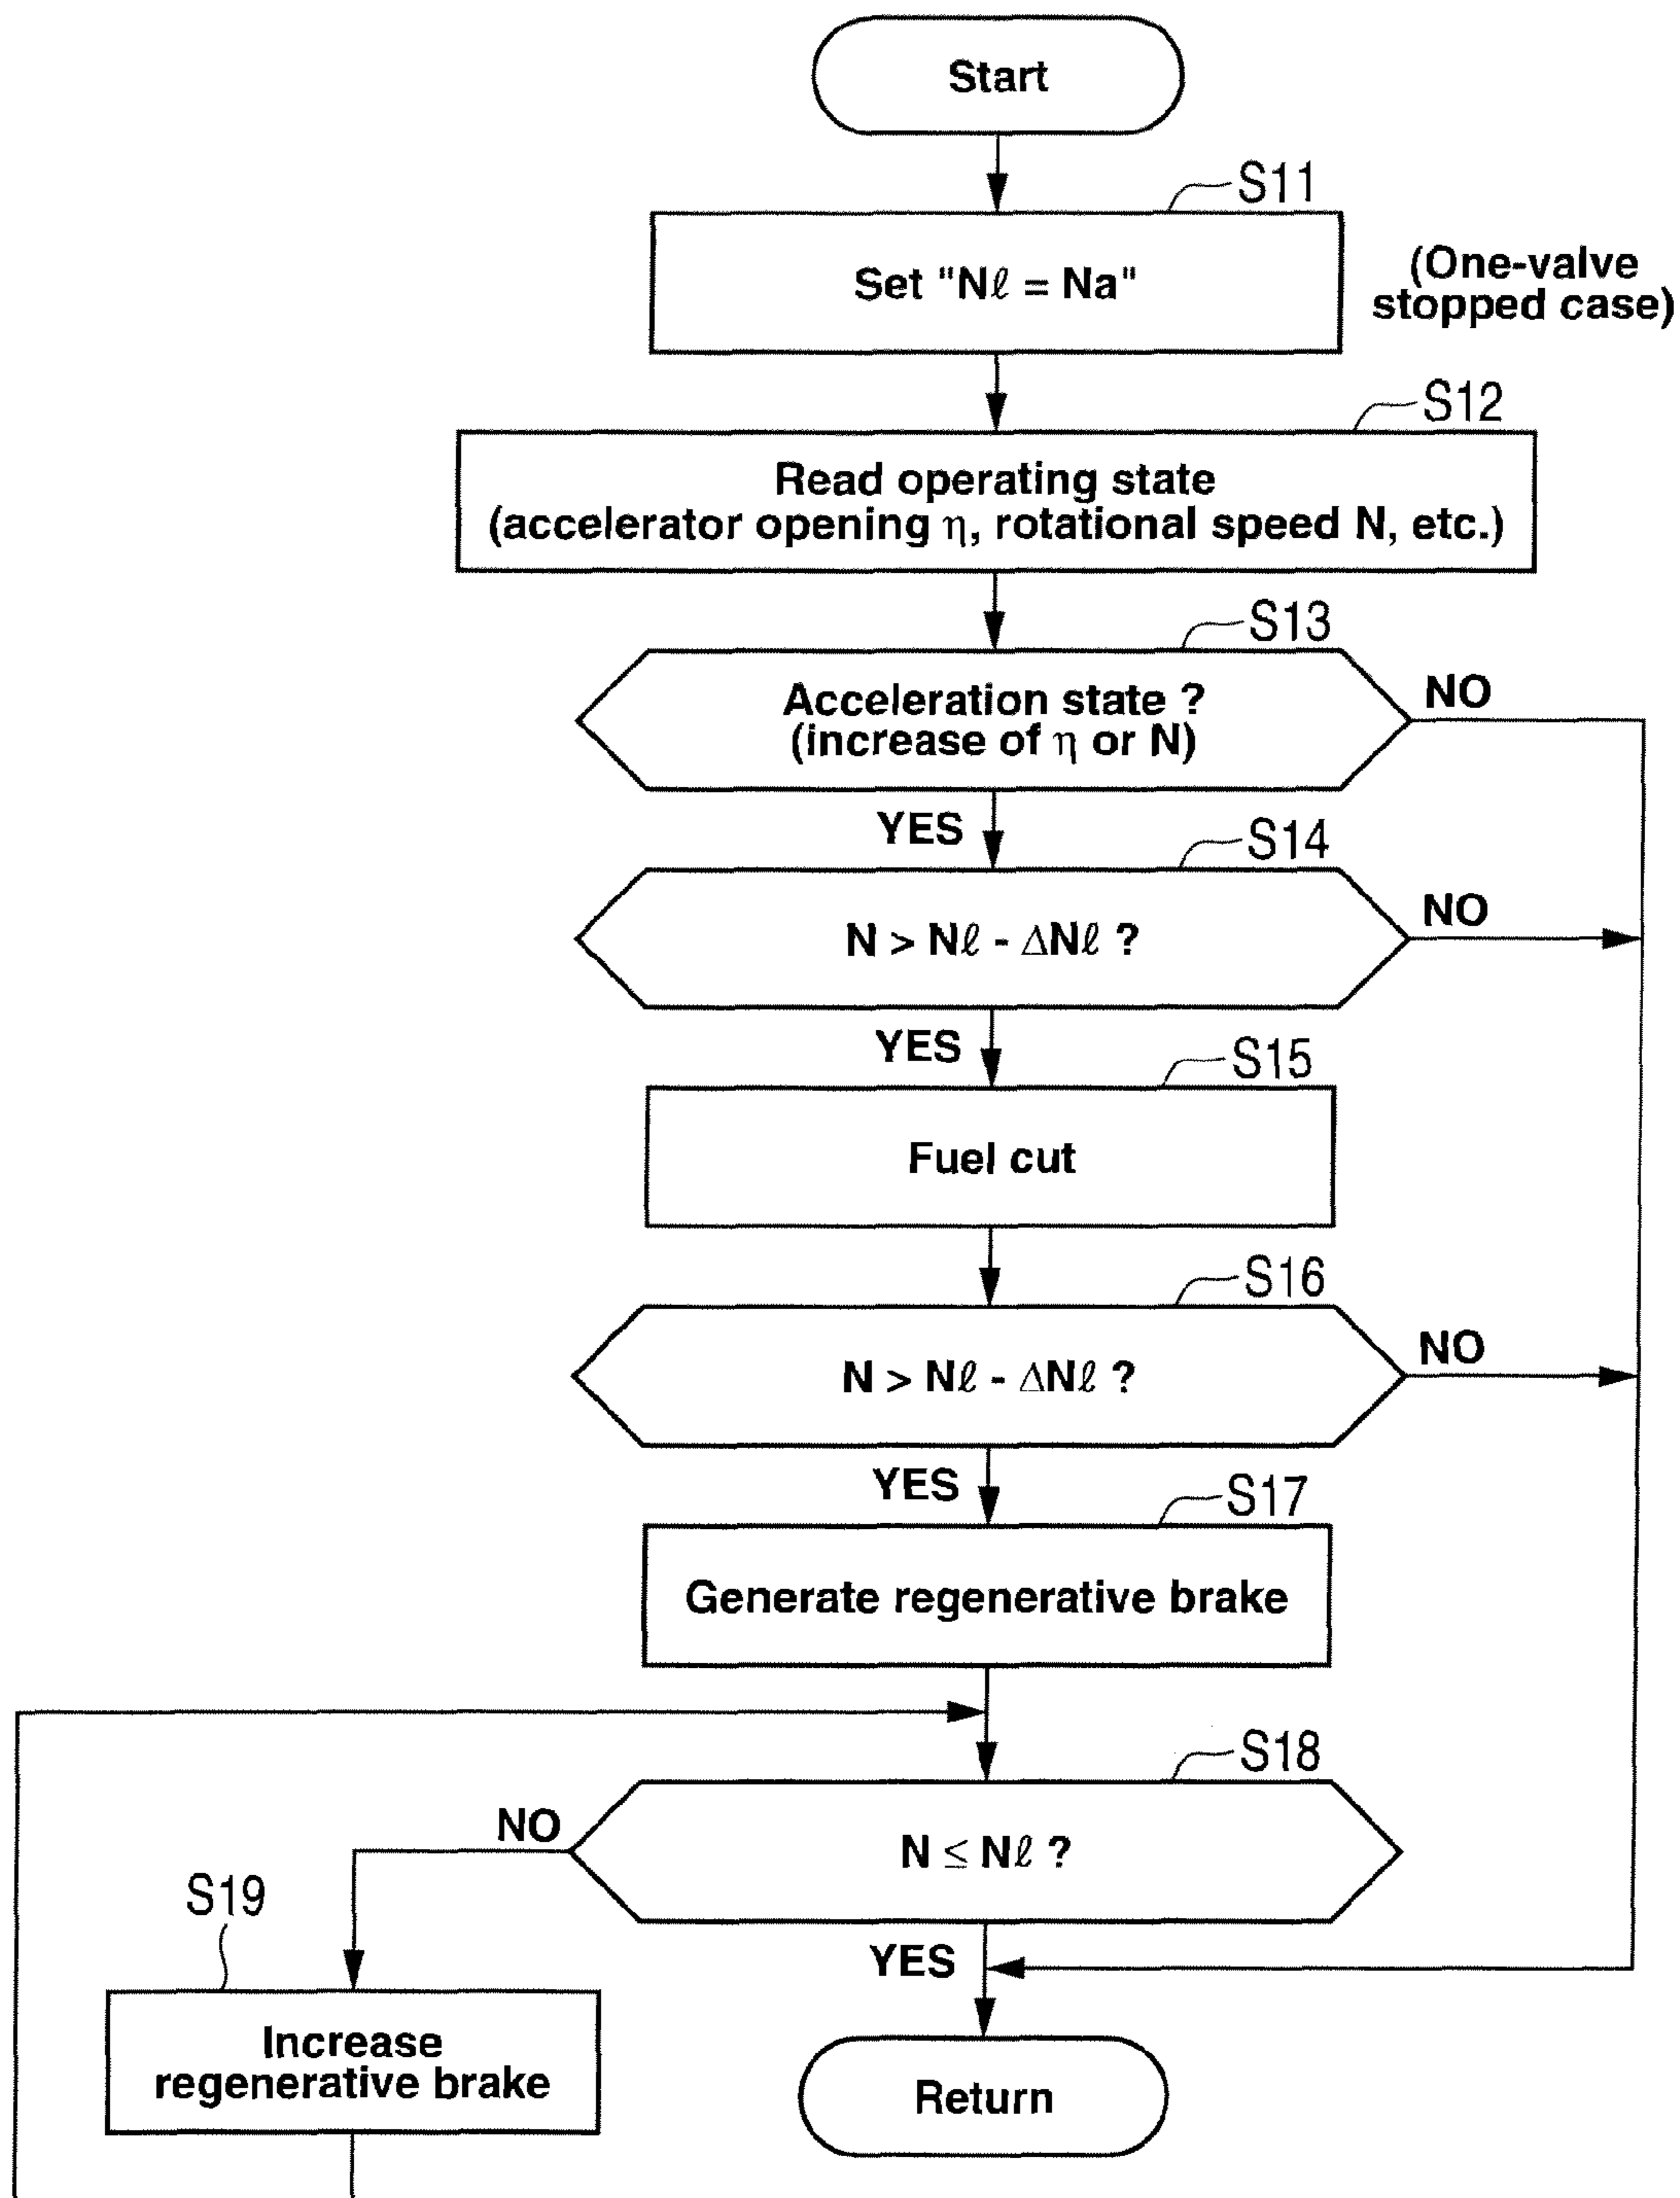 Start
S11
Set "Nℓ = Na"
(One-valve
stopped case)
S12
Read operating state
(accelerator opening η, rotational speed N, etc.)
S13
Acceleration state ?
(increase of η or N)
NO
YES
S14
N > Nℓ - ΔNℓ ?
NO
YES
S15
Fuel cut
S16
N > Nℓ - ΔNℓ ?
NO
YES
S17
Generate regenerative brake
S18
NO
N ≤ Nℓ ?
S19
YES
Increase
regenerative brake
Return